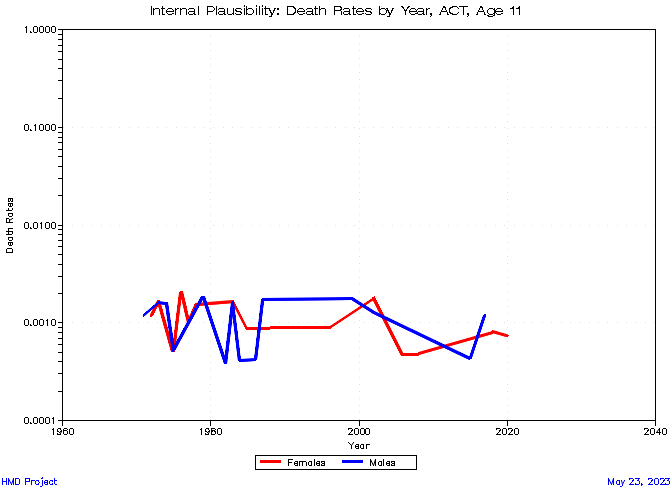 Internal Plausibility: Death Rates by Year, ACT, Age 11
1.0000
0.1000
0.0100
0.0010
0.0001
Death Rates
1960 1980 2000 2020 2040
Year
Females Males
HMD Project May 23, 2023